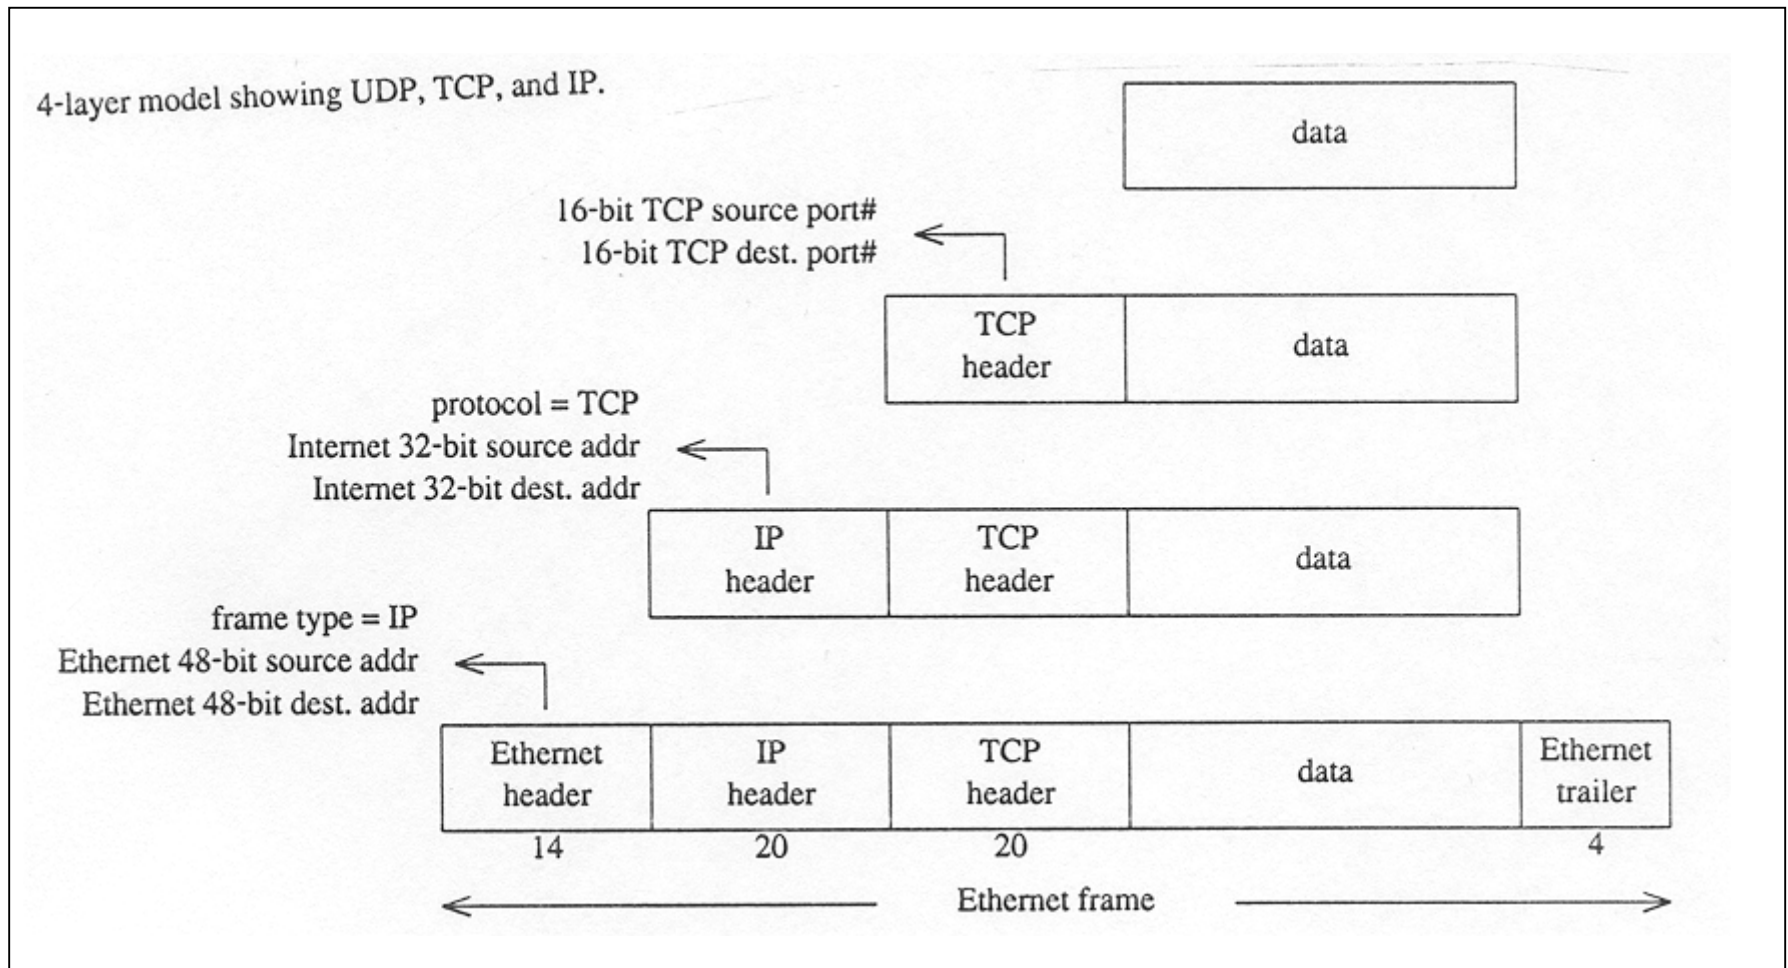 4-layer model showing UDP, TCP, and IP.
data
16-bit TCP source port#
16-bit TCP dest. port#
TCP
header
data
protocol = TCP
Internet 32-bit source addr
Internet 32-bit dest. addr
IP
header
TCP
header
data
frame type = IP
Ethernet 48-bit source addr
Ethernet 48-bit dest. addr
Ethernet
header
IP
header
TCP
header
data
Ethernet
trailer
14
20
20
4
Ethernet frame